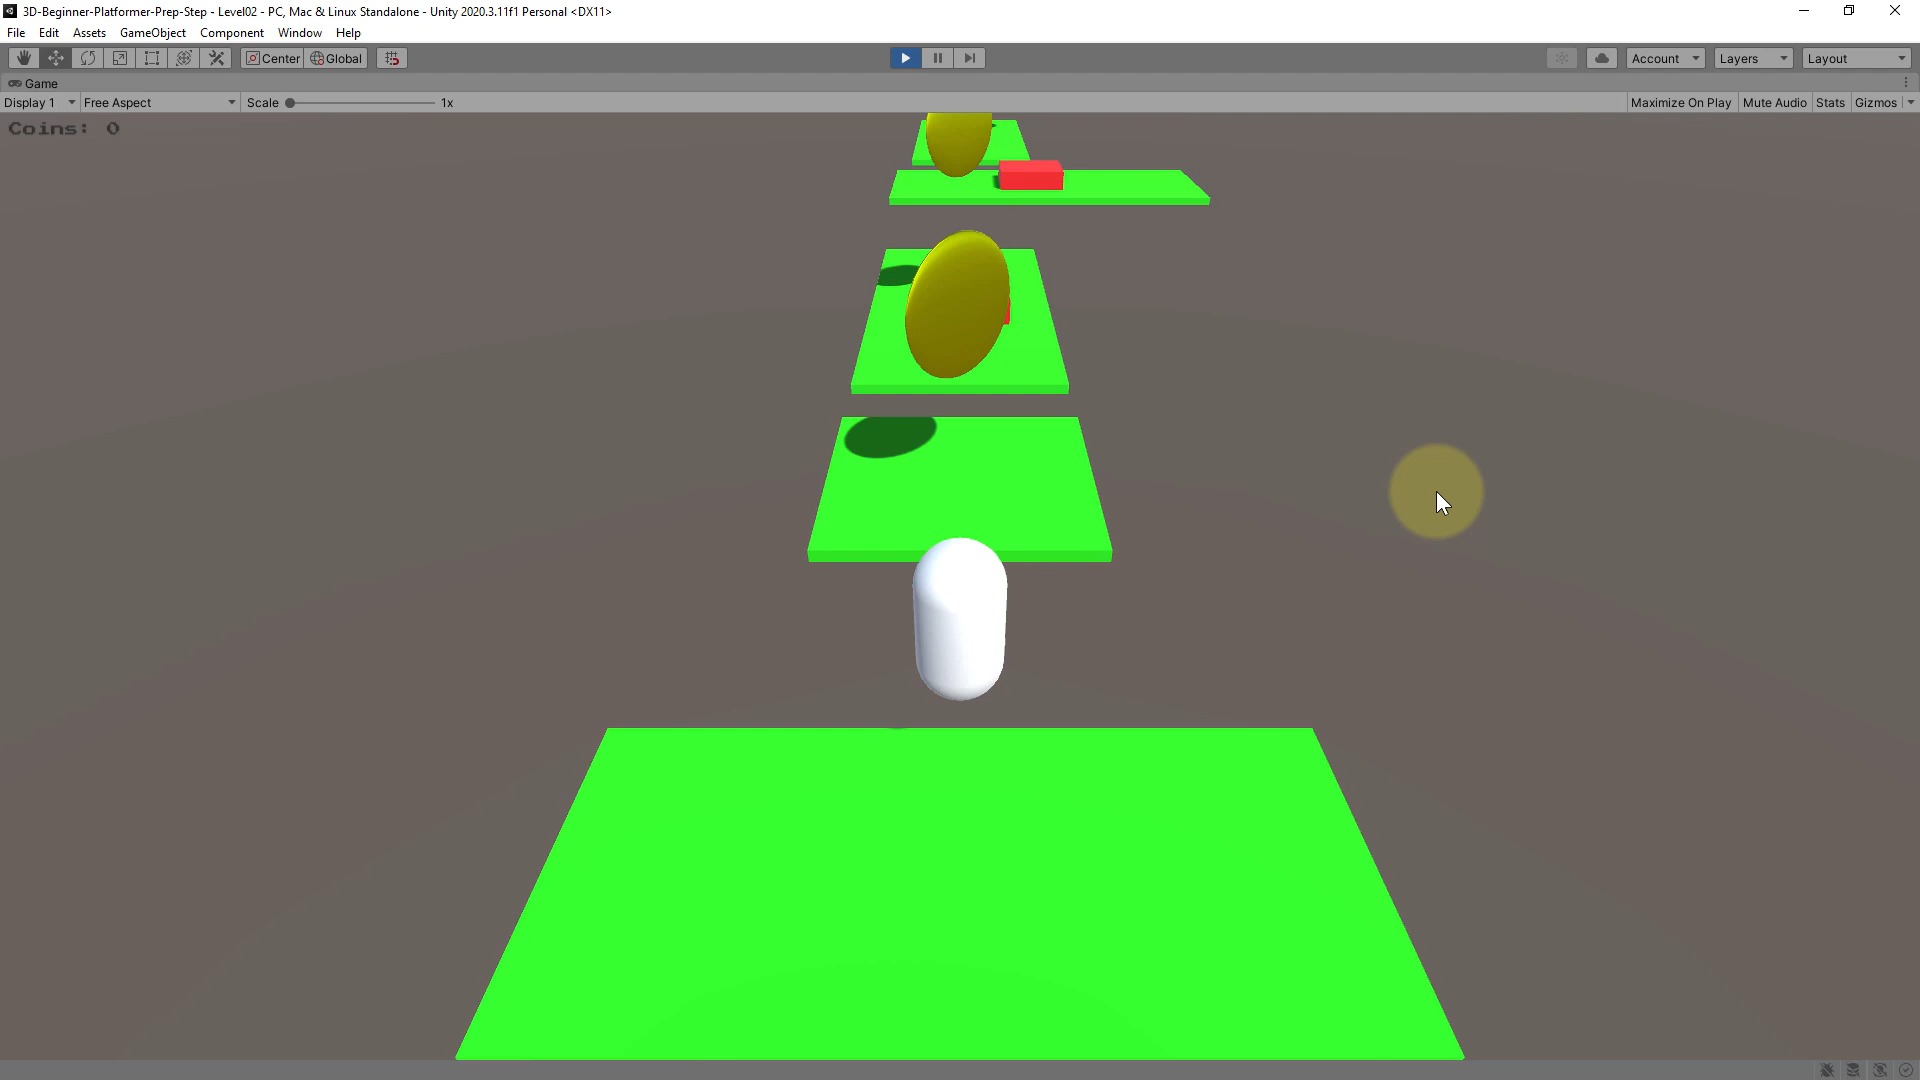 3D-Beginner-Platformer-Prep-Step - Level02 - PC, Mac & Linux Standalone - Unity 2020.3.11f1 Personal <DX11>
File Edit Assets GameObject Component Window Help
Center Global Account Layers Layout
Game
Display 1 Free Aspect Scale 1x Maximize On Play Mute Audio Stats Gizmos
Coins: 0